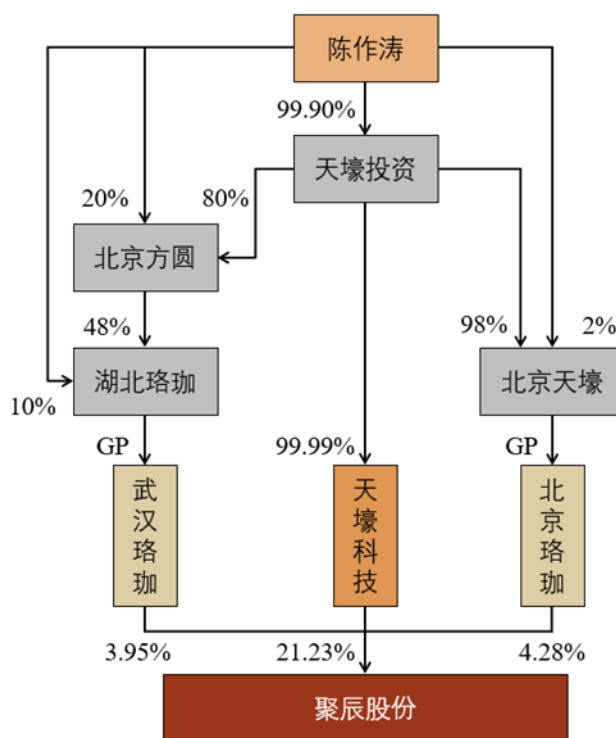 陈作涛
99.90%
天壕投资
20%
80%
北京方圆
48%
98%
2%
湖北珞珈
北京天壕
10%
GP
99.99%
GP
武汉珞珈
天壕科技
北京珞珈
3.95%
21.23%
4.28%
聚辰股份